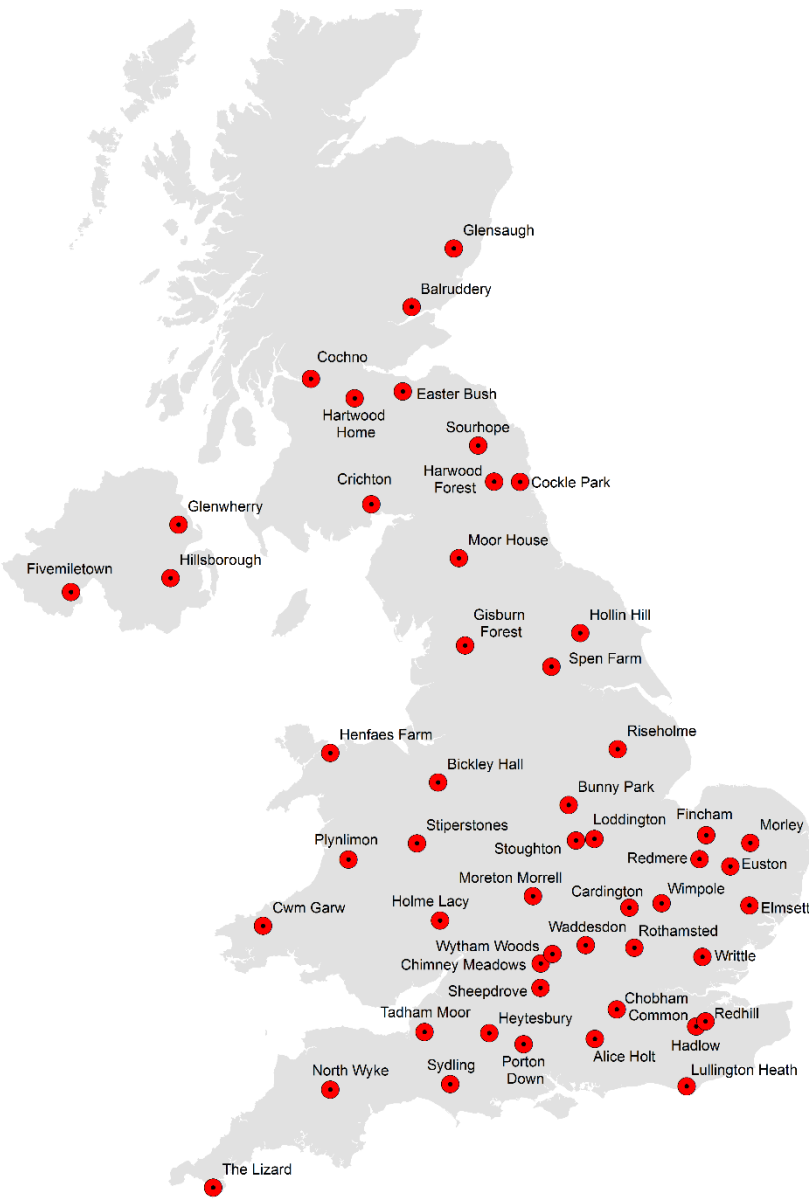 Glensaugh
Balruddery
Cochno
Easter Bush
Hartwood
Home
Sourhope
Harwood
Forest
Cockle Park
Crichton
Glenwherry
Moor House
Hillsborough
Fivemiletown
Gisburn
Forest
Hollin Hill
Spen Farm
Riseholme
Henfaes Farm
Bickley Hall
Bunny Park
Loddington
Fincham
Morley
Stiperstones
Plynlimon
Stoughton
Redmere
Euston
Moreton Morrell
Cardington
Wimpole
Holme Lacy
Elmsett
Cwm Garw
Waddesdon
Rothamsted
Wytham Woods
Writtle
Chimney Meadows
Sheepdrove
Chobham
Common
Redhill
Tadham Moor
Heytesbury
Hadlow
Alice Holt
Porton
Down
North Wyke
Sydling
Lullington Heath
The Lizard